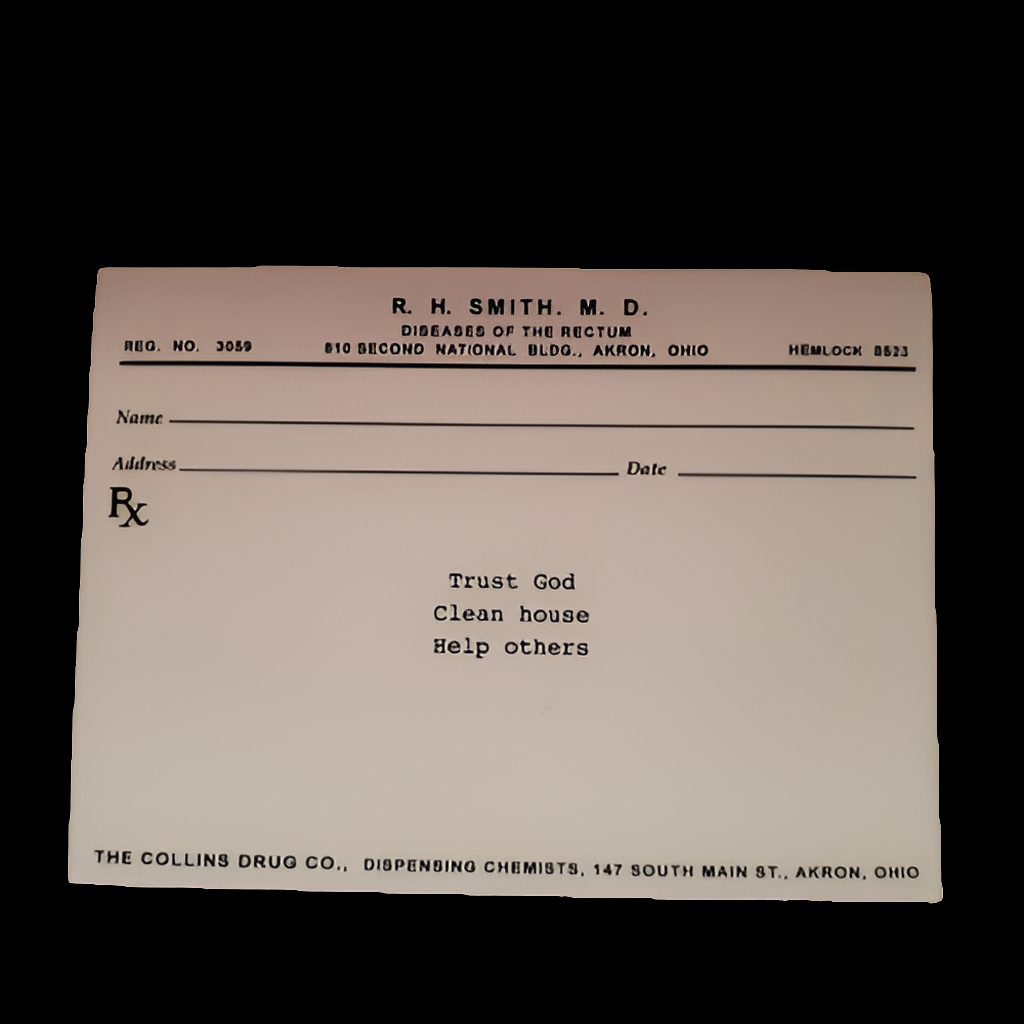 R. H. SMITH. M. D.
DISEASES OF THE RECTUM
REG. NO. 3059 810 SECOND NATIONAL BLDG., AKRON, OHIO HEMLOCK 8523
Name
Address Date
Rx
Trust God
Clean house
Help others
THE COLLINS DRUG CO., DISPENSING CHEMISTS, 147 SOUTH MAIN ST., AKRON, OHIO